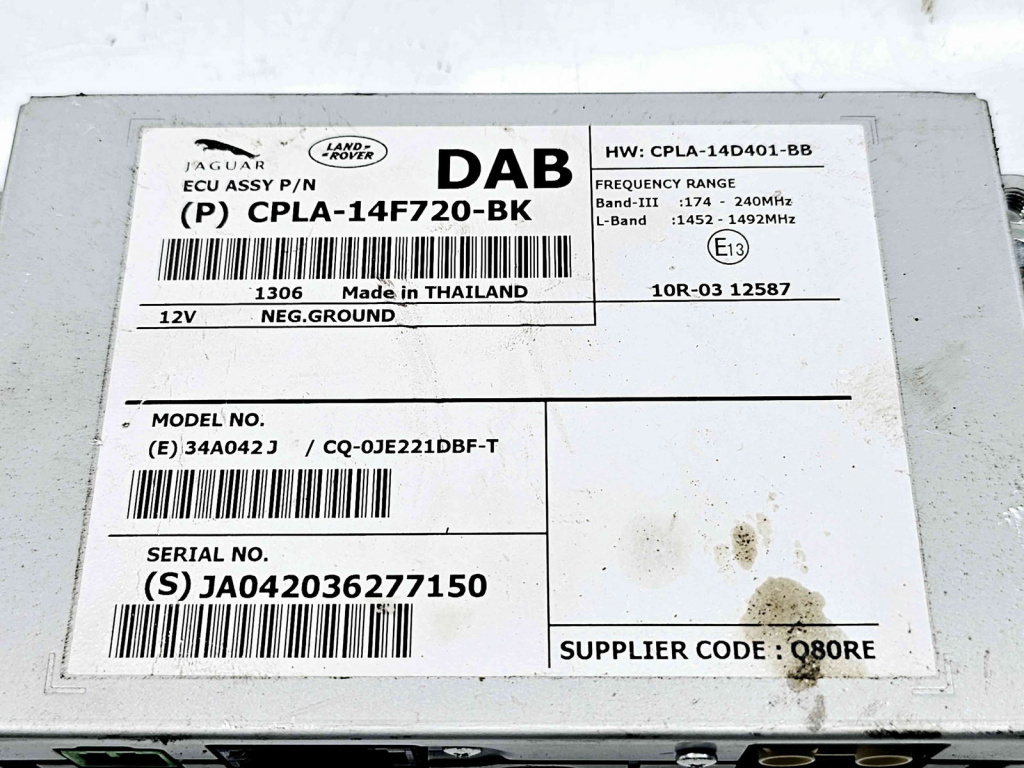 JAGUAR
LAND-
-ROVER
DAB
ECU ASSY P/N
(P) CPLA-14F720-BK
1306 Made in THAILAND
12V NEG.GROUND
HW: CPLA-14D401-BB
FREQUENCY RANGE
Band-III :174 - 240MHz
L-Band :1452 - 1492MHz
E13
10R-03 12587
MODEL NO.
(E) 34A042J / CQ-0JE221DBF-T
SERIAL NO.
(S) JA042036277150
SUPPLIER CODE : Q80RE